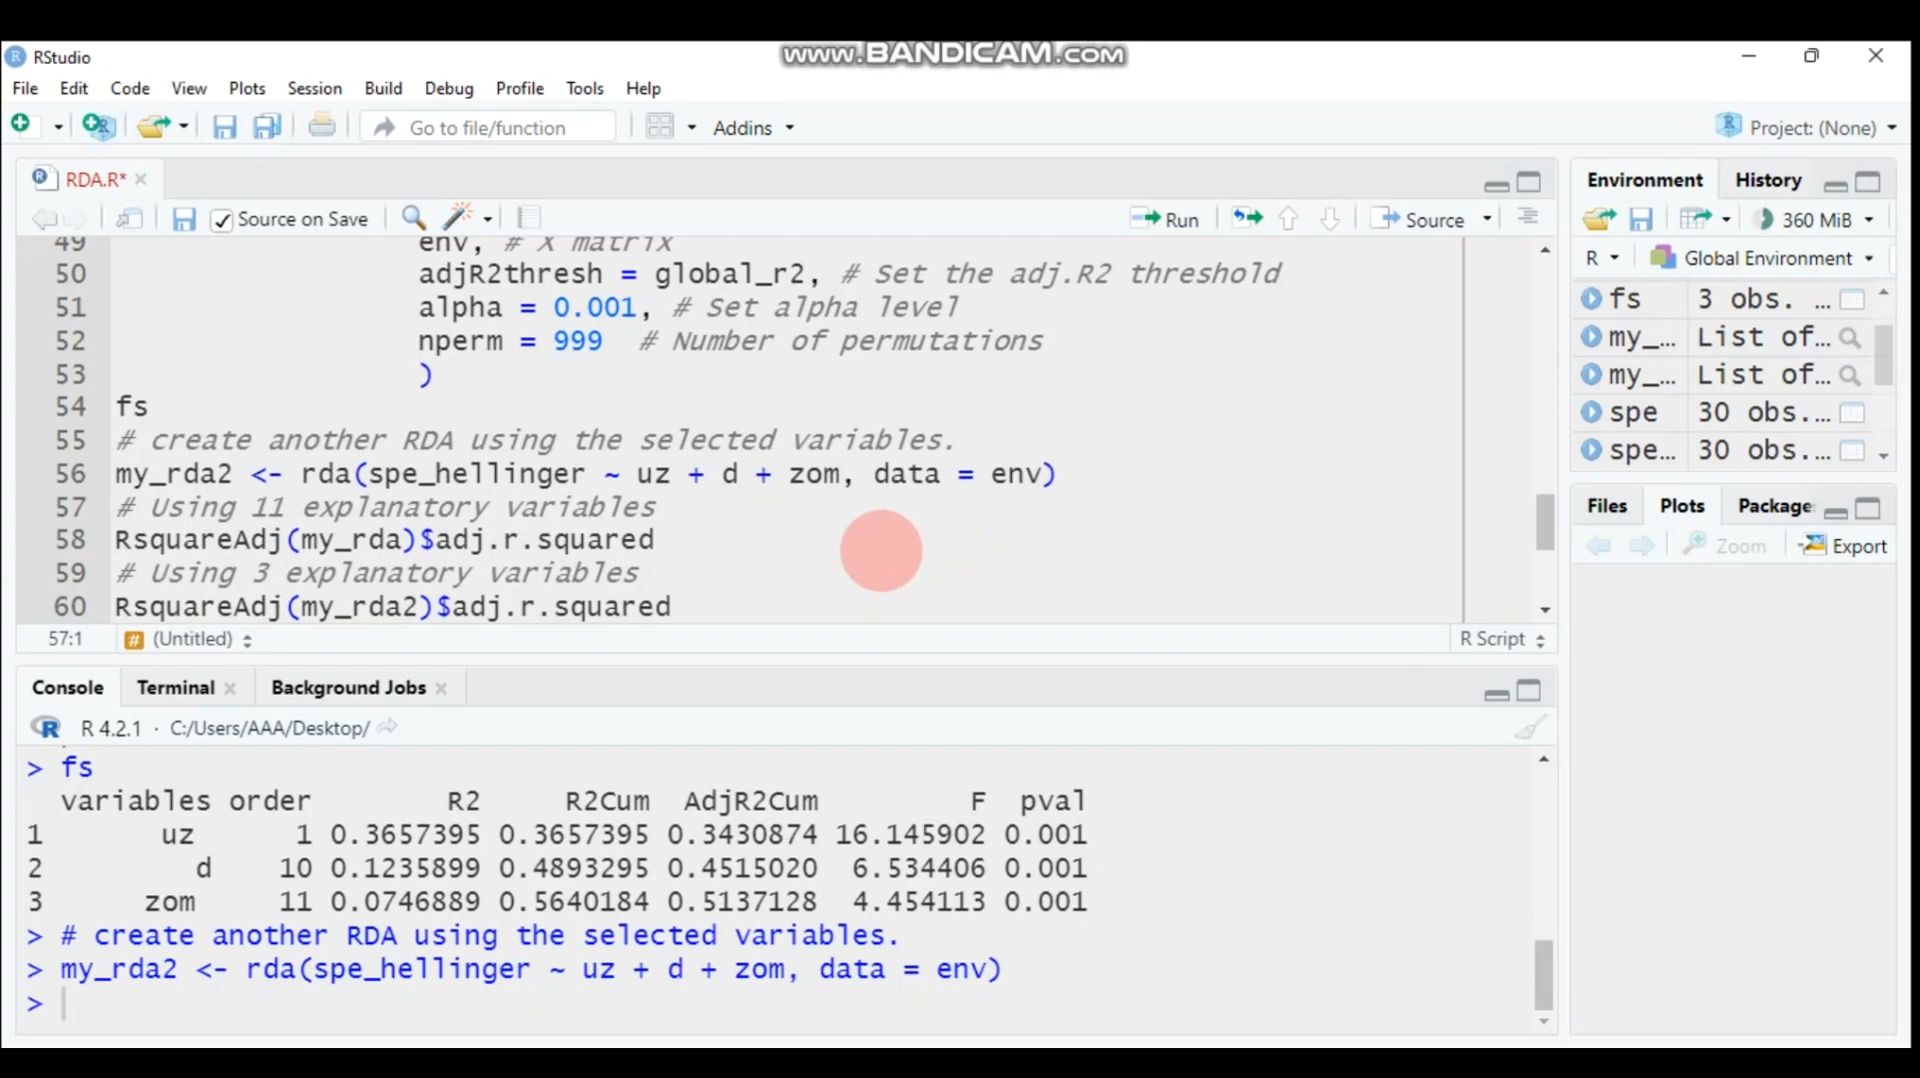 www.BANDICAM.com
RStudio
File Edit Code View Plots Session Build Debug Profile Tools Help
Go to file/function Addins Project: (None)
RDA.R*
Source on Save Run Source
49 env, # X matrix
50 adjR2thresh = global_r2, # Set the adj.R2 threshold
51 alpha = 0.001, # Set alpha level
52 nperm = 999 # Number of permutations
53 )
54 fs
55 # create another RDA using the selected variables.
56 my_rda2 <- rda(spe_hellinger ~ uz + d + zom, data = env)
57 # Using 11 explanatory variables
58 RsquareAdj(my_rda)$adj.r.squared
59 # Using 3 explanatory variables
60 RsquareAdj(my_rda2)$adj.r.squared
57:1 (Untitled) R Script
Console Terminal Background Jobs
R 4.2.1 · C:/Users/AAA/Desktop/
> fs
variables order R2 R2Cum AdjR2Cum F pval
1 uz 1 0.3657395 0.3657395 0.3430874 16.145902 0.001
2 d 10 0.1235899 0.4893295 0.4515020 6.534406 0.001
3 zom 11 0.0746889 0.5640184 0.5137128 4.454113 0.001
> # create another RDA using the selected variables.
> my_rda2 <- rda(spe_hellinger ~ uz + d + zom, data = env)
>
Environment History
360 MiB
R Global Environment
fs 3 obs. …
my_… List of…
my_… List of…
spe 30 obs.…
spe… 30 obs.…
Files Plots Package
Zoom Export